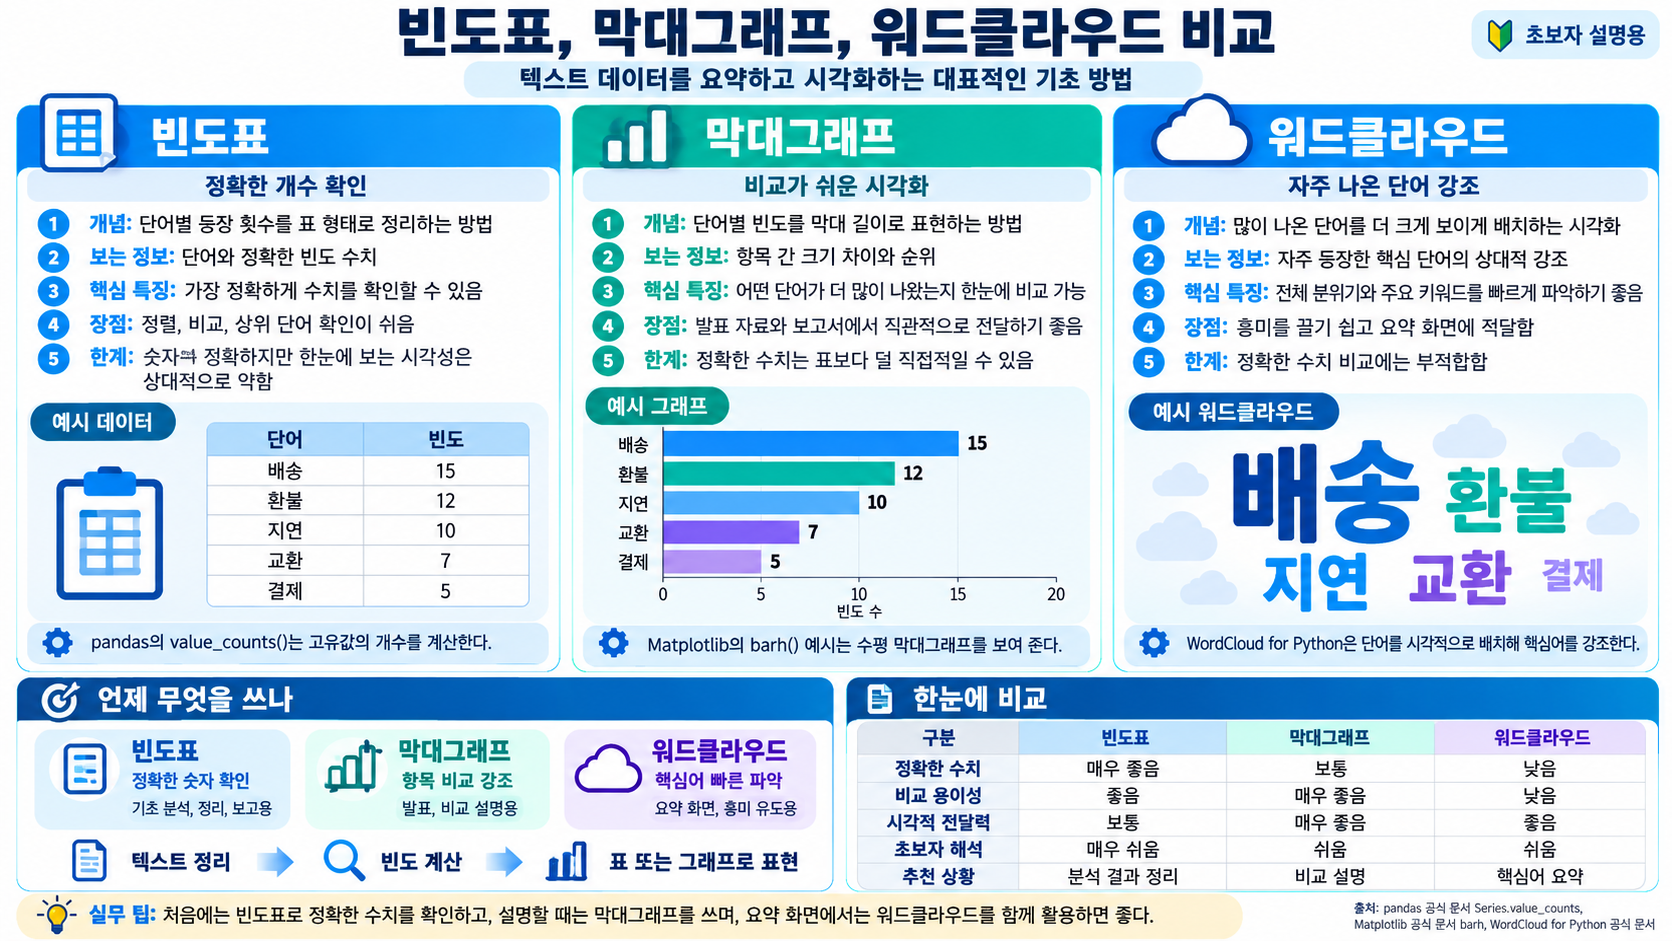 빈도표, 막대그래프, 워드클라우드 비교
초보자 설명용
텍스트 데이터를 요약하고 시각화하는 대표적인 기초 방법
빈도표
정확한 개수 확인
1 개념: 단어별 등장 횟수를 표 형태로 정리하는 방법
2 보는 정보: 단어와 정확한 빈도 수치
3 핵심 특징: 가장 정확하게 수치를 확인할 수 있음
4 장점: 정렬, 비교, 상위 단어 확인이 쉬움
5 한계: 숫자 정확하지만 한눈에 보는 시각성은
상대적으로 약함
예시 데이터
단어 빈도
배송 15
환불 12
지연 10
교환 7
결제 5
pandas의 value_counts()는 고유값의 개수를 계산한다.
막대그래프
비교가 쉬운 시각화
1 개념: 단어별 빈도를 막대 길이로 표현하는 방법
2 보는 정보: 항목 간 크기 차이와 순위
3 핵심 특징: 어떤 단어가 더 많이 나왔는지 한눈에 비교 가능
4 장점: 발표 자료와 보고서에서 직관적으로 전달하기 좋음
5 한계: 정확한 수치는 표보다 덜 직접적일 수 있음
예시 그래프
배송 15
환불 12
지연 10
교환 7
결제 5
0 5 10 15 20
빈도 수
Matplotlib의 barh() 예시는 수평 막대그래프를 보여 준다.
워드클라우드
자주 나온 단어 강조
1 개념: 많이 나온 단어를 더 크게 보이게 배치하는 시각화
2 보는 정보: 자주 등장한 핵심 단어의 상대적 강조
3 핵심 특징: 전체 분위기와 주요 키워드를 빠르게 파악하기 좋음
4 장점: 흥미를 끌기 쉽고 요약 화면에 적달함
5 한계: 정확한 수치 비교에는 부적합합
예시 워드클라우드
배송 환불
지연 교환 결제
WordCloud for Python은 단어를 시각적으로 배치해 핵심어를 강조한다.
언제 무엇을 쓰나
빈도표
정확한 숫자 확인
기초 분석, 정리, 보고용
막대그래프
항목 비교 강조
발표, 비교 설명용
워드클라우드
핵심어 빠른 파악
요약 화면, 흥미 유도용
텍스트 정리 빈도 계산 표 또는 그래프로 표현
한눈에 비교
구분 빈도표 막대그래프 워드클라우드
정확한 수치 매우 좋음 보통 낮음
비교 용이성 좋음 매우 좋음 낮음
시각적 전달력 보통 매우 좋음 좋음
초보자 해석 매우 쉬움 쉬움 쉬움
추천 상황 분석 결과 정리 비교 설명 핵심어 요약
실무 팁: 처음에는 빈도표로 정확한 수치를 확인하고, 설명할 때는 막대그래프를 쓰며, 요약 화면에서는 워드클라우드를 함께 활용하면 좋다.
출처: pandas 공식 문서 Series.value_counts,
Matplotlib 공식 문서 barh, WordCloud for Python 공식 문서